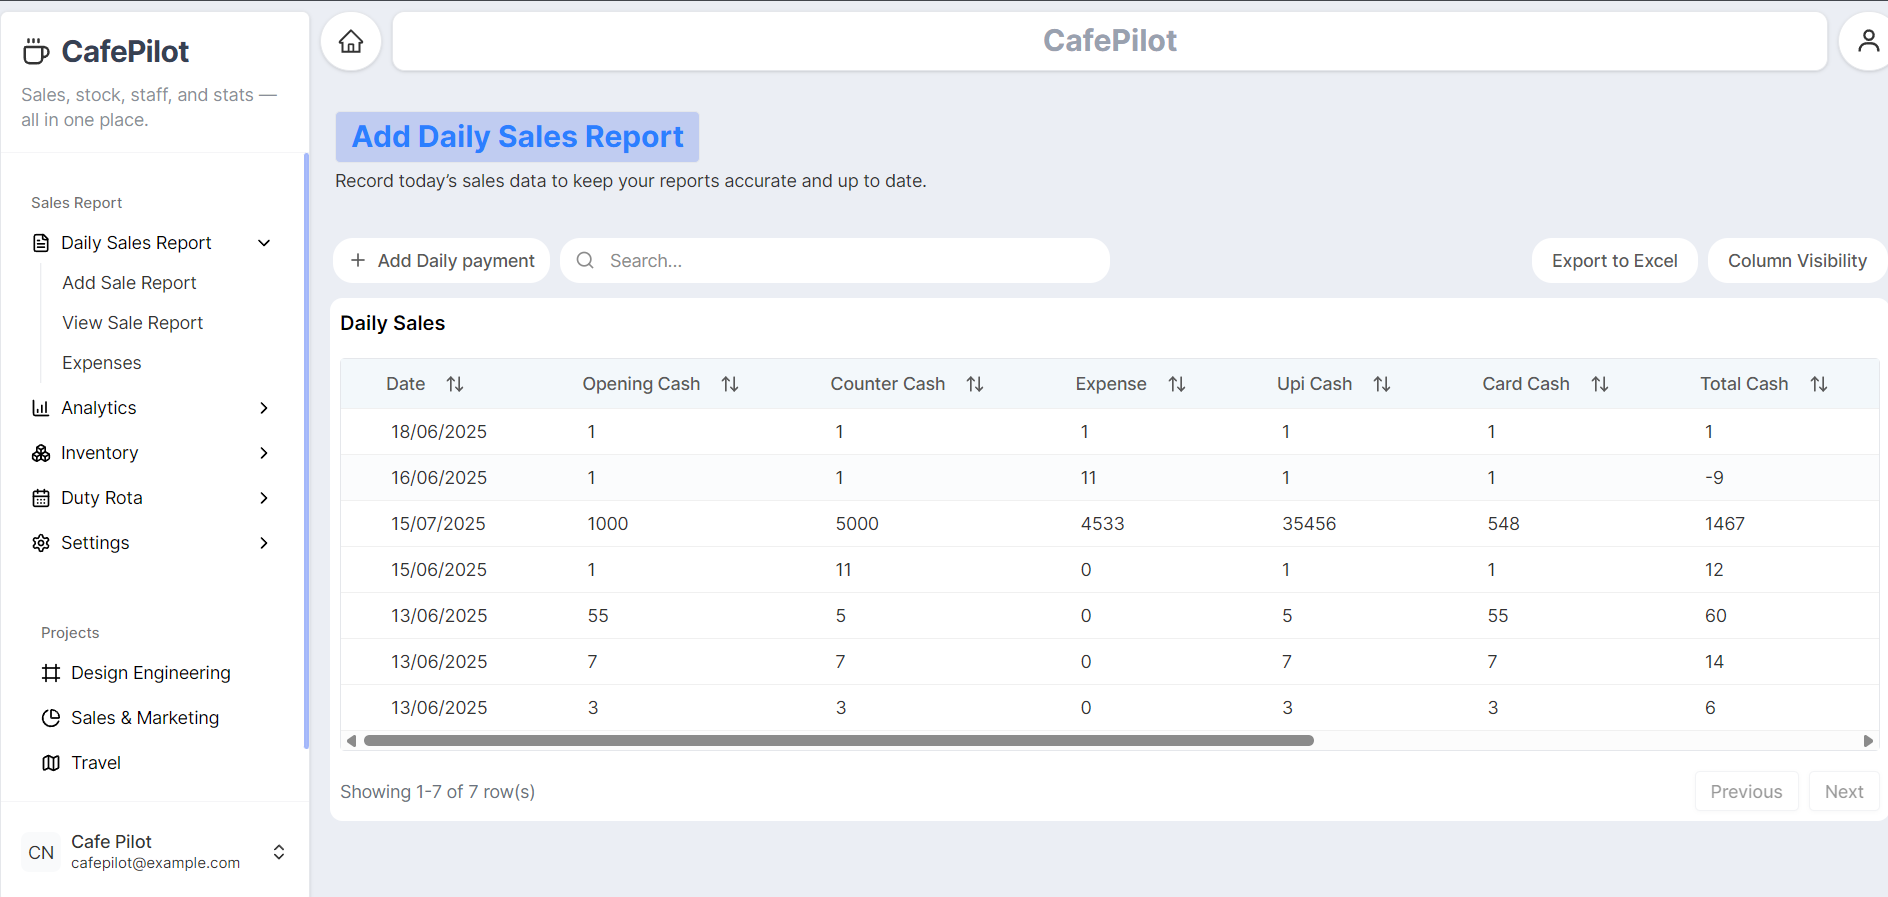 CafePilot
Sales, stock, staff, and stats —
all in one place.
Sales Report
Daily Sales Report
Add Sale Report
View Sale Report
Expenses
Analytics
Inventory
Duty Rota
Settings
Projects
Design Engineering
Sales & Marketing
Travel
CN
Cafe Pilot
cafepilot@example.com
CafePilot
Add Daily Sales Report
Record today’s sales data to keep your reports accurate and up to date.
Add Daily payment
Search...
Export to Excel
Column Visibility
Daily Sales
Date Opening Cash Counter Cash Expense Upi Cash Card Cash Total Cash
18/06/2025 1 1 1 1 1 1
16/06/2025 1 1 11 1 1 -9
15/07/2025 1000 5000 4533 35456 548 1467
15/06/2025 1 11 0 1 1 12
13/06/2025 55 5 0 5 55 60
13/06/2025 7 7 0 7 7 14
13/06/2025 3 3 0 3 3 6
Showing 1-7 of 7 row(s)
Previous
Next